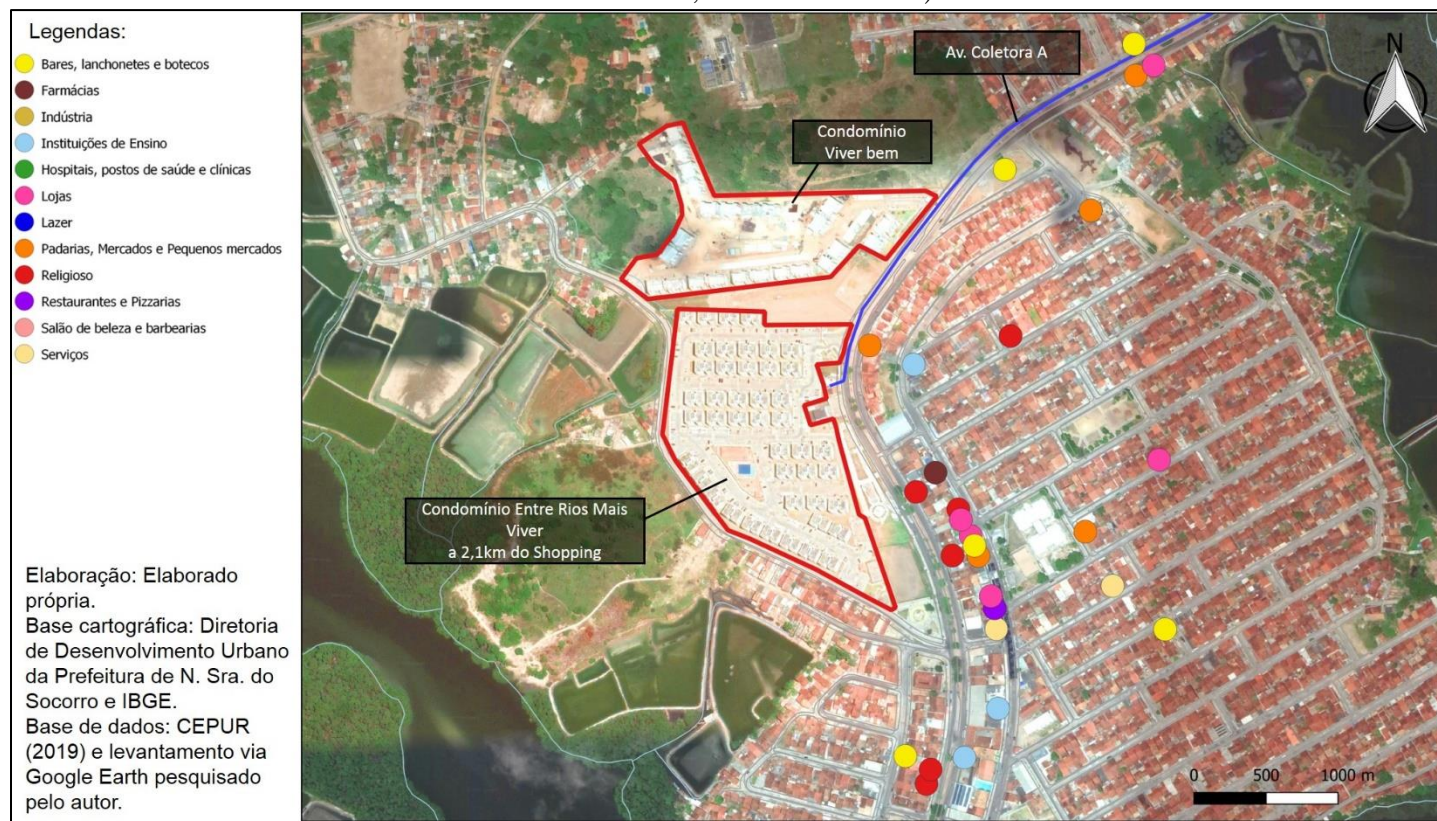 Legendas:
Bares, lanchonetes e botecos
Farmácias
Indústria
Instituições de Ensino
Hospitais, postos de saúde e clínicas
Lojas
Lazer
Padarias, Mercados e Pequenos mercados
Religioso
Restaurantes e Pizzarias
Salão de beleza e barbearias
Serviços
Elaboração: Elaborado
própria.
Base cartográfica: Diretoria
de Desenvolvimento Urbano
da Prefeitura de N. Sra. do
Socorro e IBGE.
Base de dados: CEPUR
(2019) e levantamento via
Google Earth pesquisado
pelo autor.
Av. Coletora A
N
Condomínio
Viver bem
Condomínio Entre Rios Mais
Viver
a 2,1km do Shopping
0 500 1000 m